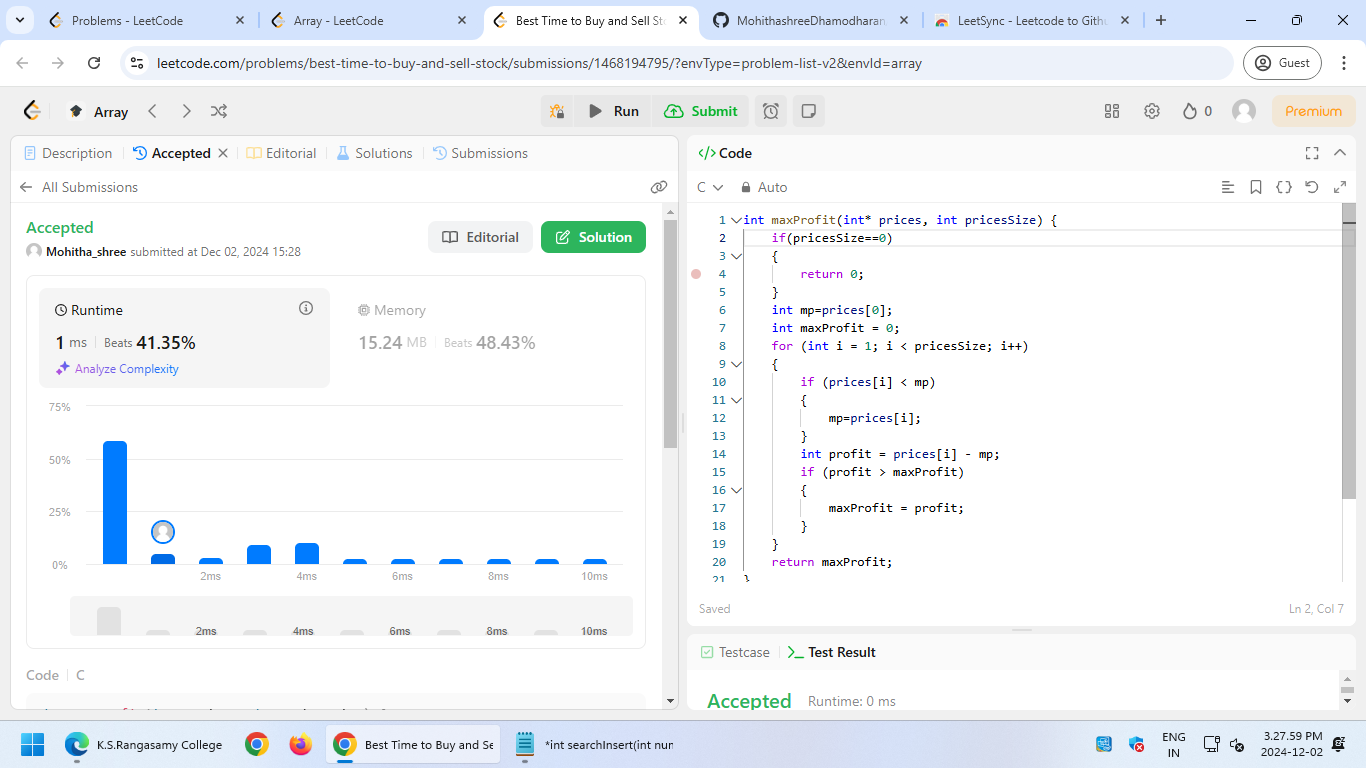 Problems - LeetCode
Array - LeetCode
Best Time to Buy and Sell St
MohithashreeDhamodharan
LeetSync - Leetcode to Githu
leetcode.com/problems/best-time-to-buy-and-sell-stock/submissions/1468194795/?envType=problem-list-v2&envId=array
Guest
Array
Run
Submit
0
Premium
Description
Accepted
Editorial
Solutions
Submissions
All Submissions
Accepted
Mohitha_shree submitted at Dec 02, 2024 15:28
Editorial
Solution
Runtime
1 ms Beats 41.35%
Analyze Complexity
Memory
15.24 MB Beats 48.43%
75%
50%
25%
0%
2ms 4ms 6ms 8ms 10ms
2ms 4ms 6ms 8ms 10ms
Code C
</> Code
C Auto
1 int maxProfit(int* prices, int pricesSize) {
2 if(pricesSize==0)
3 {
4 return 0;
5 }
6 int mp=prices[0];
7 int maxProfit = 0;
8 for (int i = 1; i < pricesSize; i++)
9 {
10 if (prices[i] < mp)
11 {
12 mp=prices[i];
13 }
14 int profit = prices[i] - mp;
15 if (profit > maxProfit)
16 {
17 maxProfit = profit;
18 }
19 }
20 return maxProfit;
21 }
Saved
Ln 2, Col 7
Testcase
Test Result
Accepted Runtime: 0 ms
K.S.Rangasamy College
Best Time to Buy and Se
*int searchInsert(int nun
ENG
IN
3.27.59 PM
2024-12-02